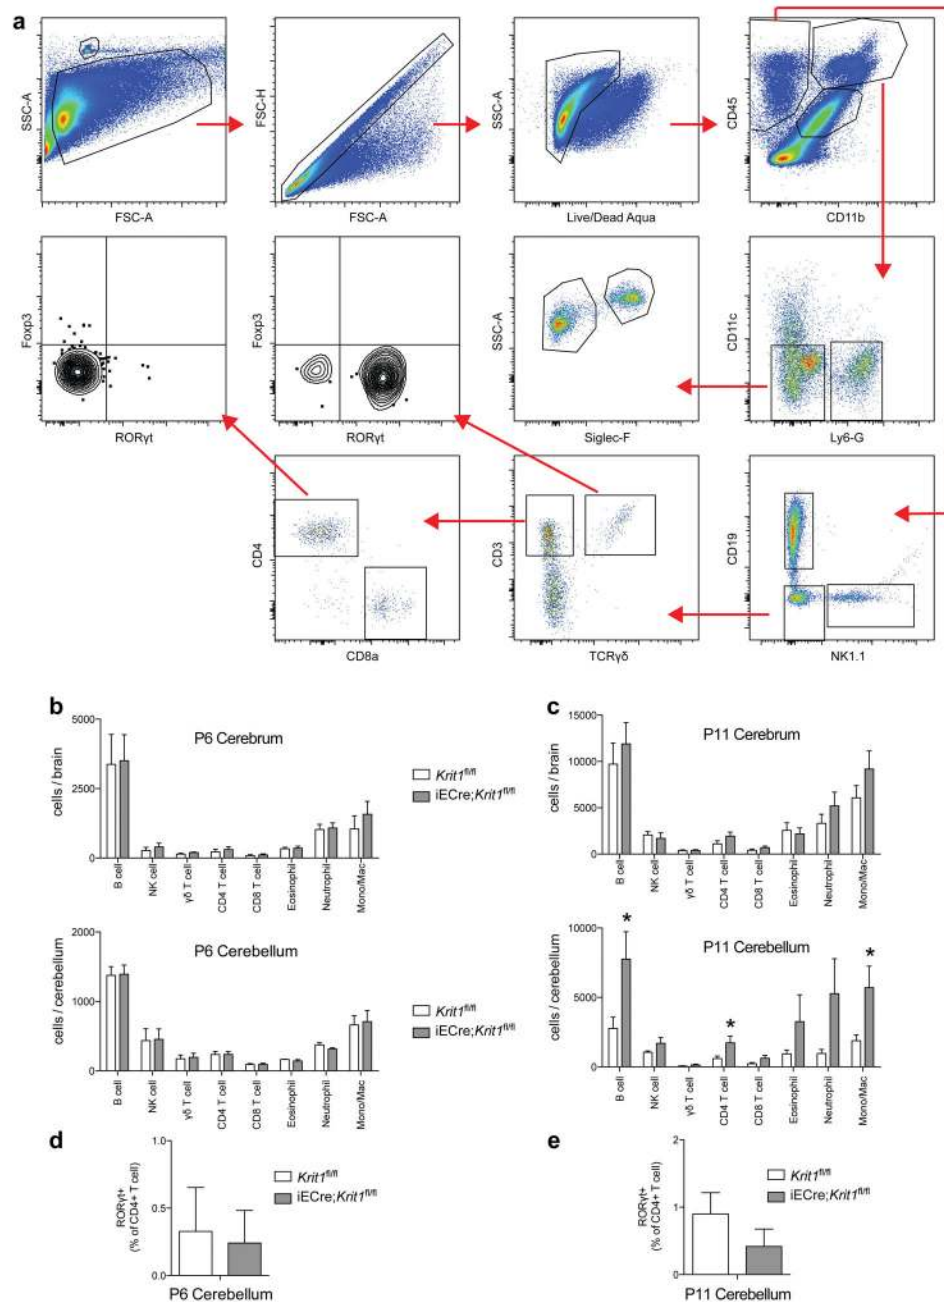 a
SSC-A
FSC-A
FSC-H
FSC-A
SSC-A
Live/Dead Aqua
CD45
CD11b
Foxp3
RORγt
Foxp3
RORγt
SSC-A
Siglec-F
CD11c
Ly6-G
CD4
CD8a
CD3
TCRγδ
CD19
NK1.1
b
P6 Cerebrum
cells / brain
5000
2500
0
B cell
NK cell
γδ T cell
CD4 T cell
CD8 T cell
Eosinophil
Neutrophil
Mono/Mac
Krit1fl/fl
iECre;Krit1fl/fl
P6 Cerebellum
cells / cerebellum
2000
1000
0
B cell
NK cell
γδ T cell
CD4 T cell
CD8 T cell
Eosinophil
Neutrophil
Mono/Mac
Krit1fl/fl
iECre;Krit1fl/fl
c
P11 Cerebrum
cells / brain
15000
10000
5000
0
B cell
NK cell
γδ T cell
CD4 T cell
CD8 T cell
Eosinophil
Neutrophil
Mono/Mac
P11 Cerebellum
cells / cerebellum
10000
5000
0
*
*
*
B cell
NK cell
γδ T cell
CD4 T cell
CD8 T cell
Eosinophil
Neutrophil
Mono/Mac
d
RORγt+
(% of CD4+ T cell)
1.0
0.5
0.0
Krit1fl/fl
iECre;Krit1fl/fl
P6 Cerebellum
e
RORγt+
(% of CD4+ T cell)
2
1
0
Krit1fl/fl
iECre;Krit1fl/fl
P11 Cerebellum